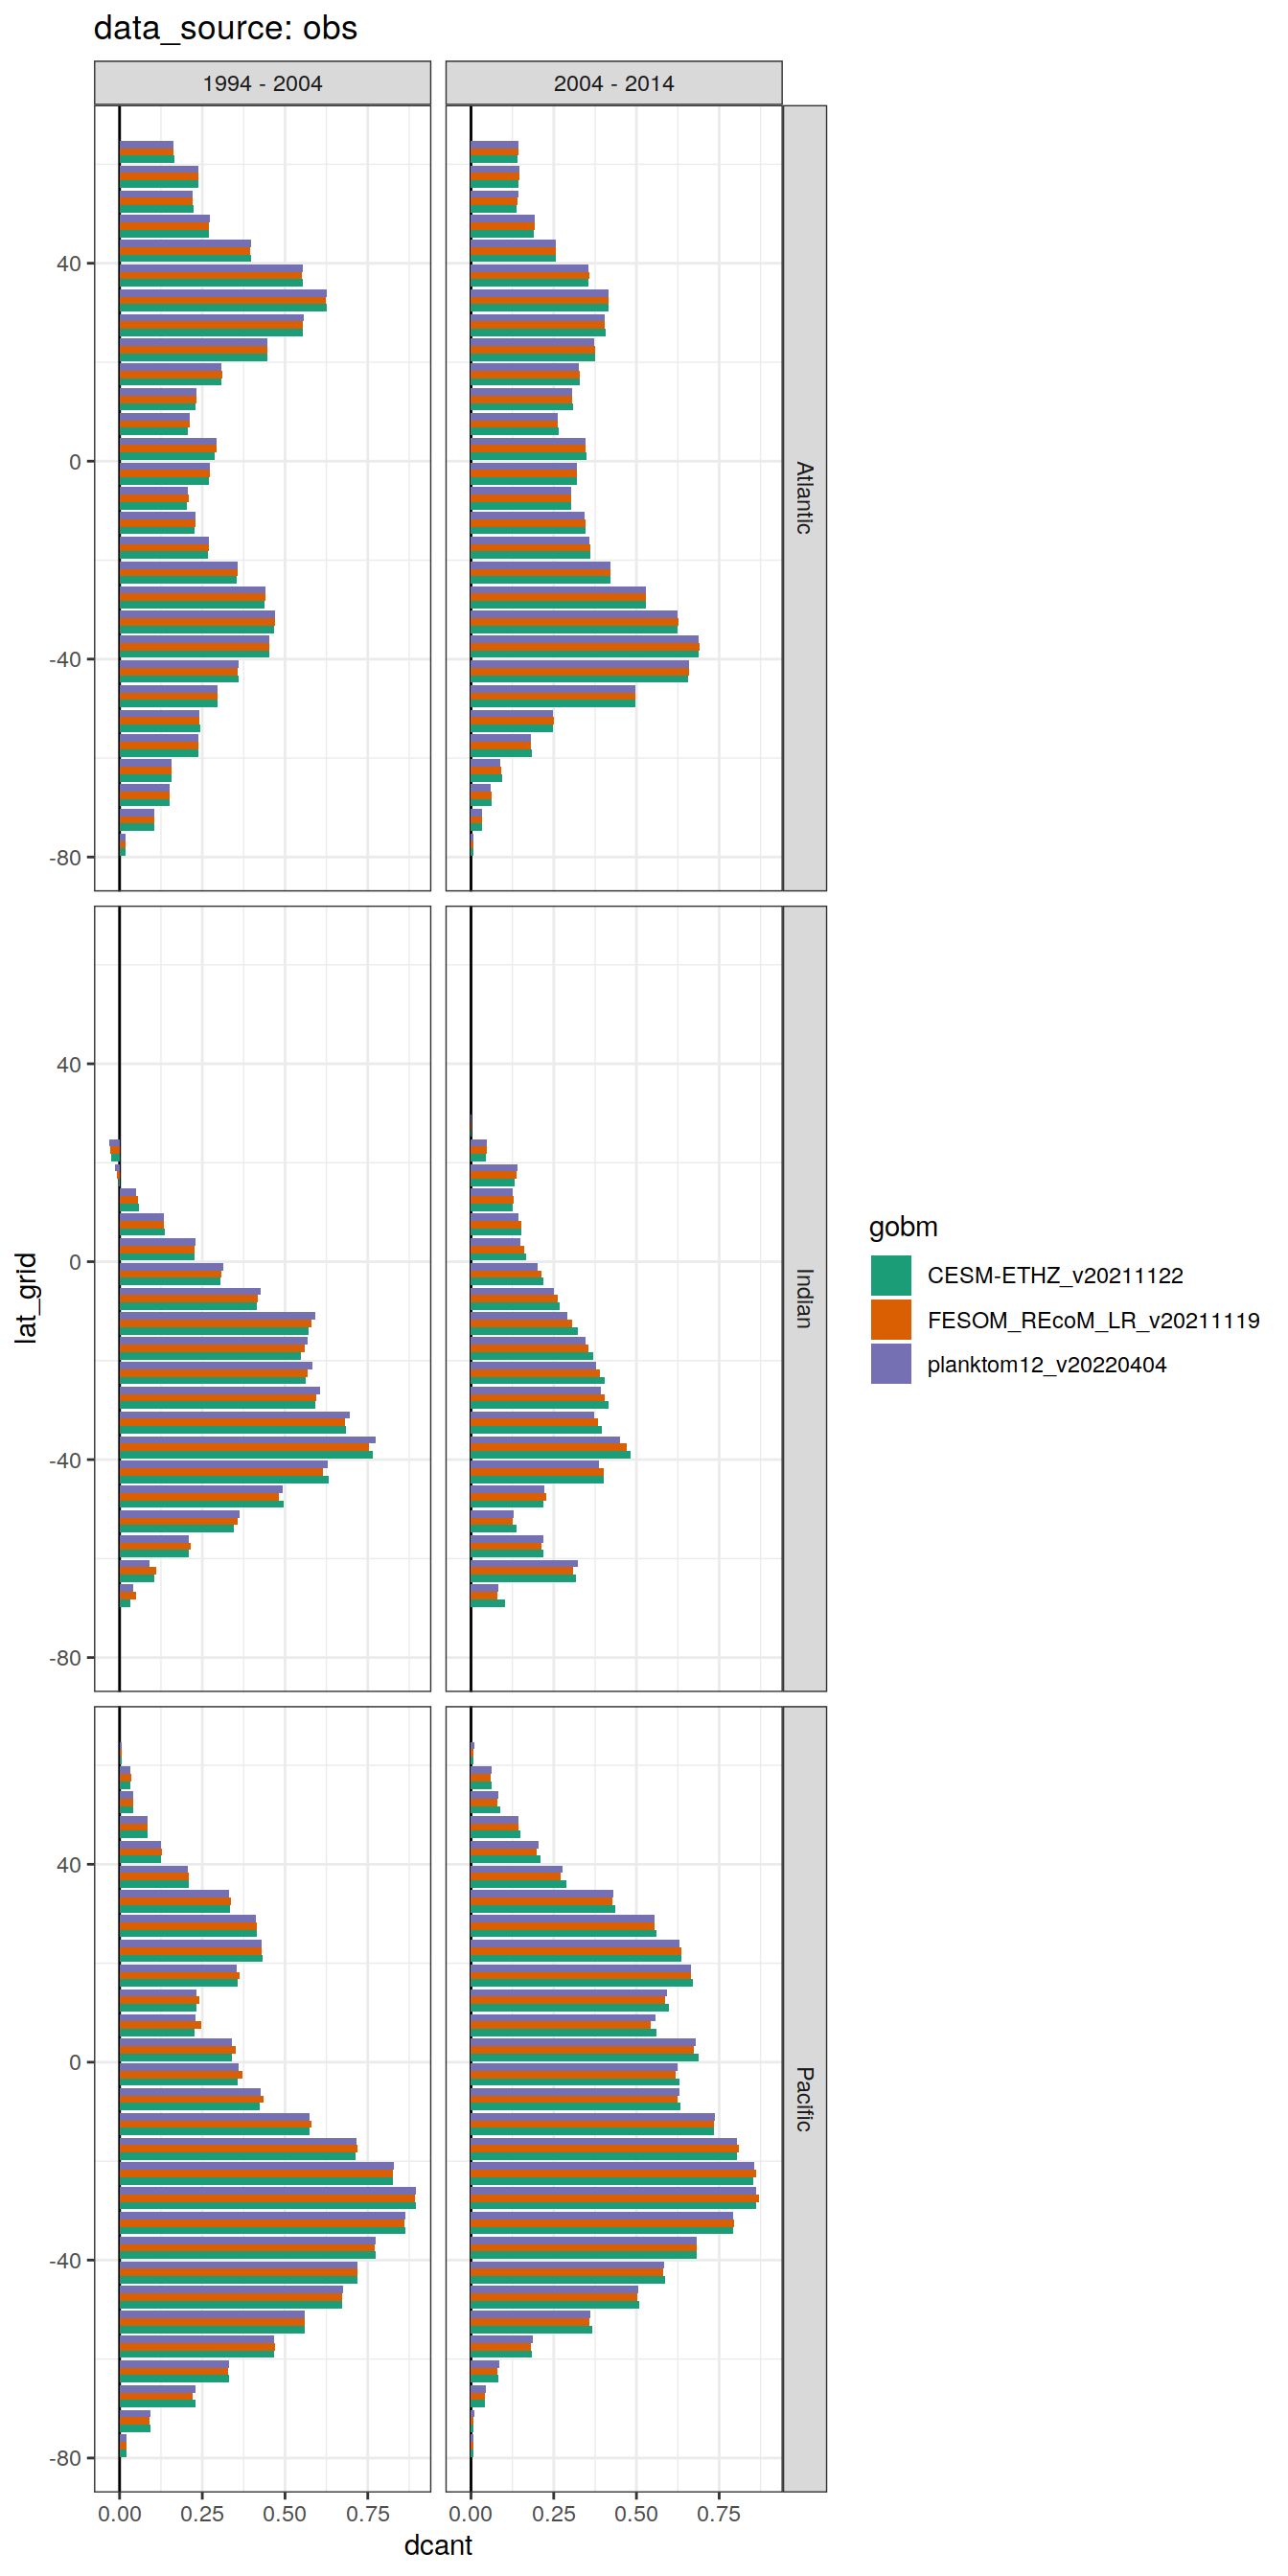 data_source: obs
1994 - 2004
2004 - 2014
40
0
-40
-80
Atlantic
40
0
-40
-80
Indian
40
0
-40
-80
Pacific
0.00 0.25 0.50 0.75
0.00 0.25 0.50 0.75
dcant
lat_grid
gobm
CESM-ETHZ_v20211122
FESOM_REcoM_LR_v20211119
planktom12_v20220404